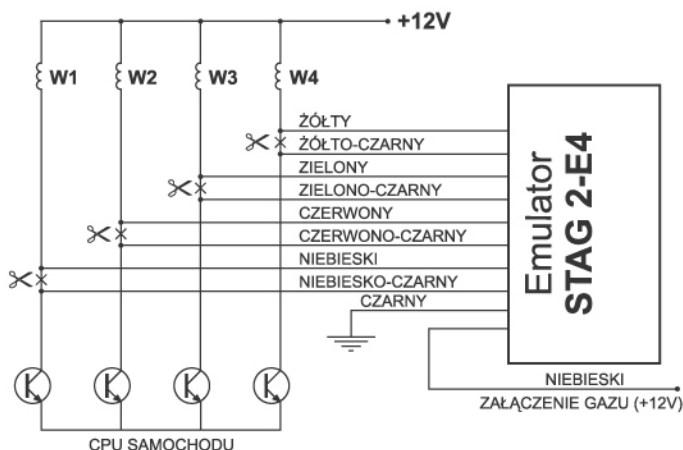 +12V
W1
W2
W3
W4
ŻÓŁTY
ŻÓŁTO-CZARNY
ZIELONY
ZIELONO-CZARNY
CZERWONY
CZERWONO-CZARNY
NIEBIESKI
NIEBIESKO-CZARNY
CZARNY
Emulator
STAG 2-E4
NIEBIESKI
ZAŁĄCZENIE GAZU (+12V)
CPU SAMOCHODU